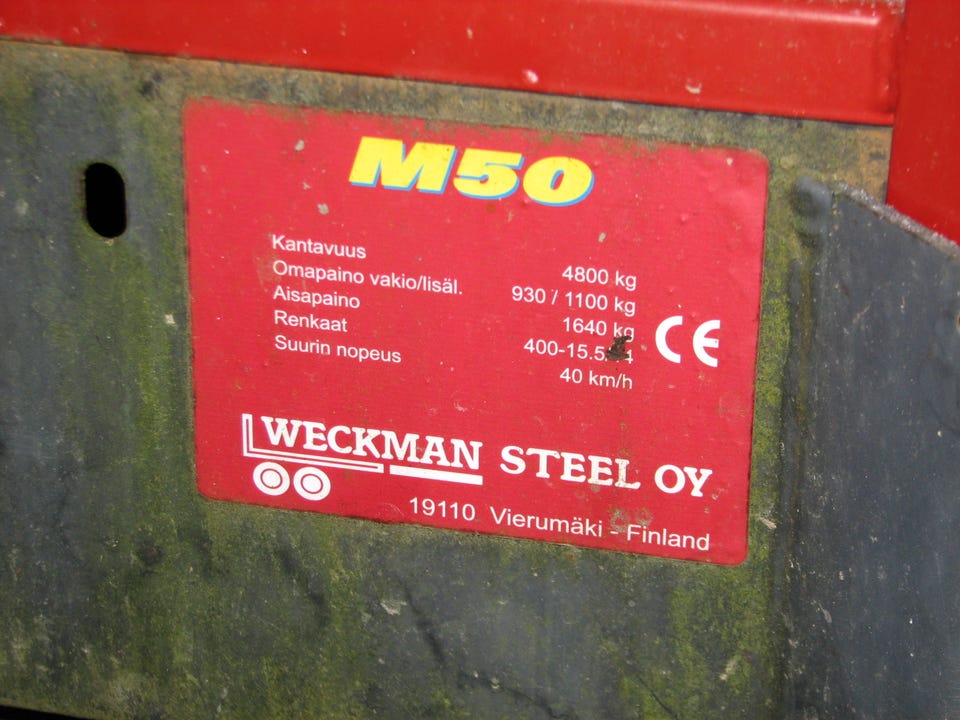 M50
Kantavuus 4800 kg
Omapaino vakio/lisäl. 930 / 1100 kg
Aisapaino 1640 kg
Renkaat 400-15.5
Suurin nopeus 40 km/h
CE
WECKMAN STEEL OY
19110 Vierumäki - Finland